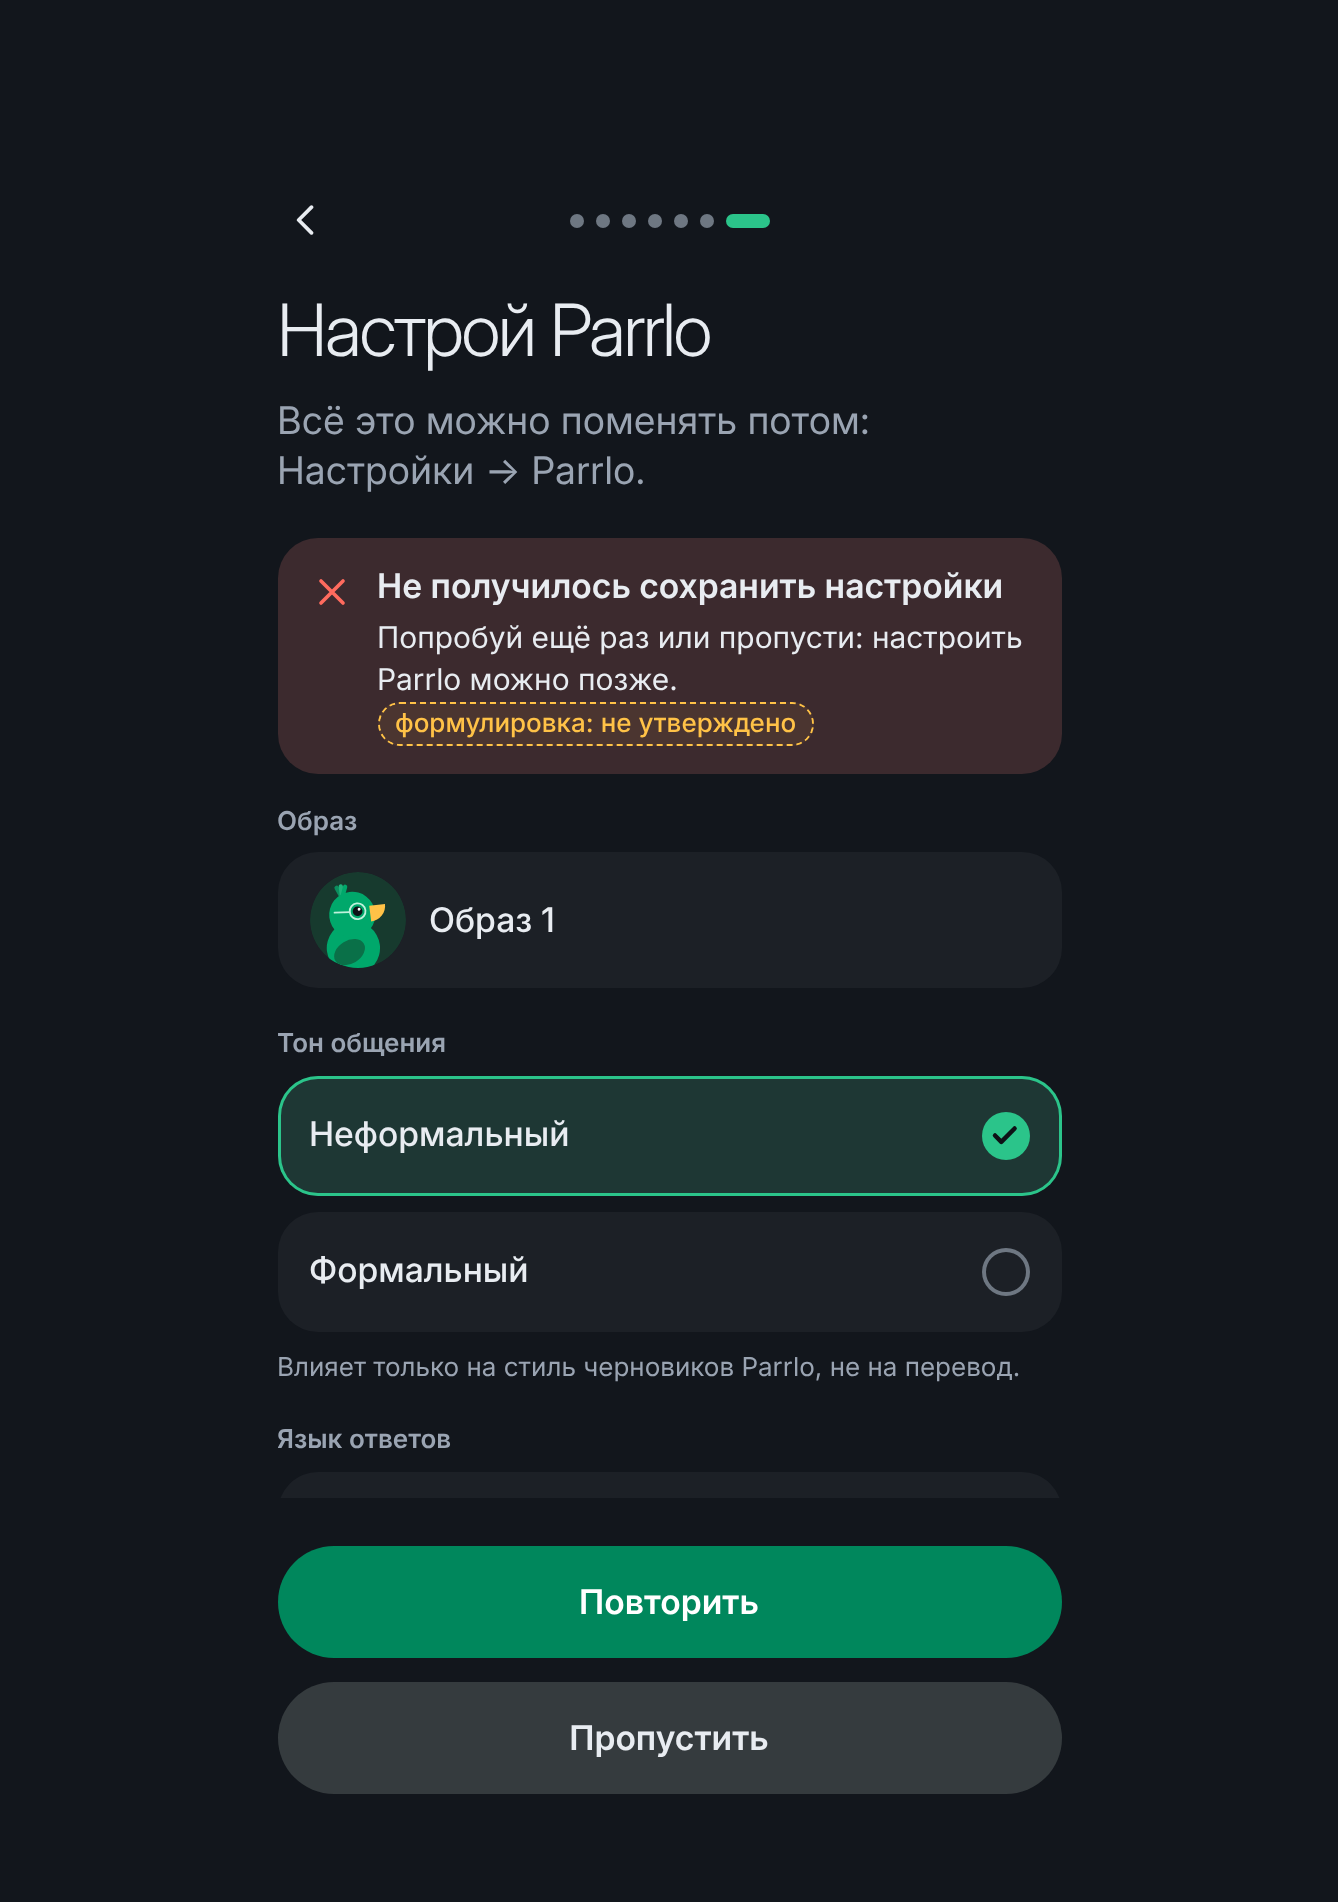 Настрой Parrlo
Всё это можно поменять потом:
Настройки → Parrlo.
Не получилось сохранить настройки
Попробуй ещё раз или пропусти: настроить
Parrlo можно позже.
формулировка: не утверждено
Образ
Образ 1
Тон общения
Неформальный
Формальный
Влияет только на стиль черновиков Parrlo, не на перевод.
Язык ответов
Повторить
Пропустить